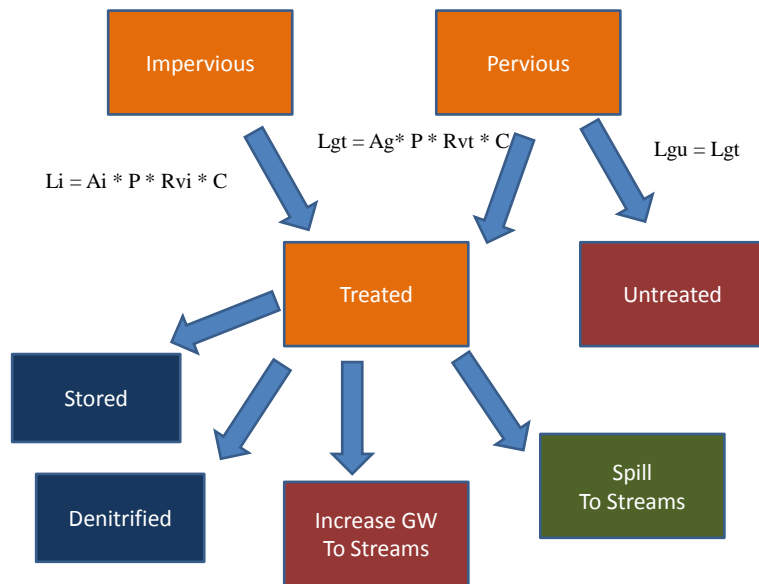 Impervious
Pervious
Lgt = Ag* P * Rvt * C
Lgu = Lgt
Li = Ai * P * Rvi * C
Treated
Untreated
Stored
Spill
To Streams
Denitrified
Increase GW
To Streams